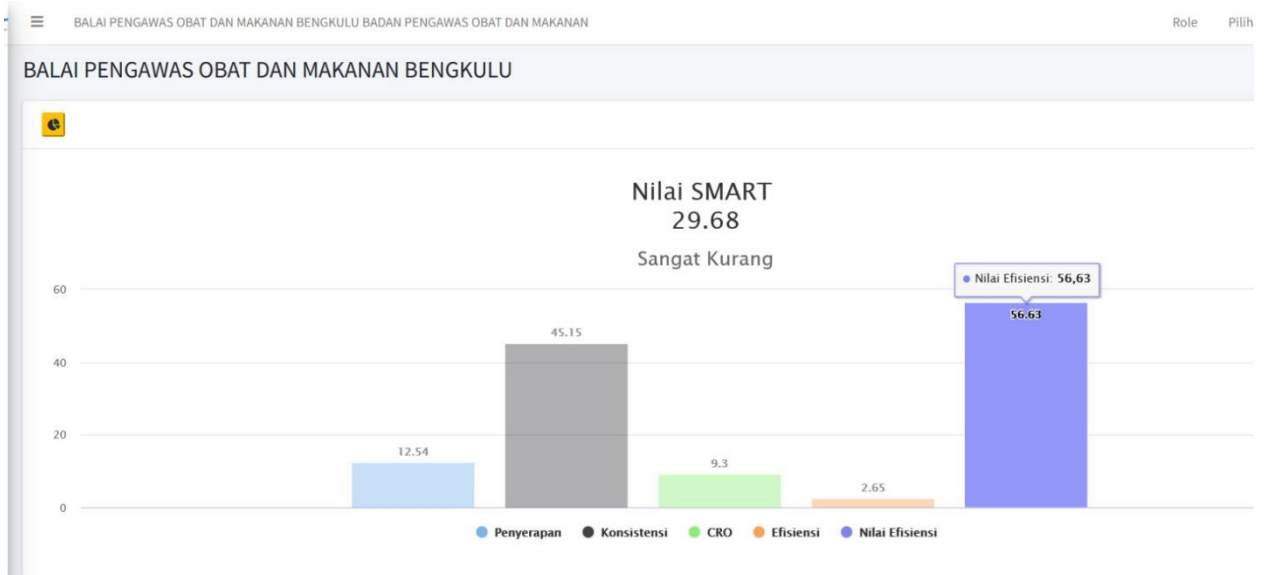 BALAI PENGAWAS OBAT DAN MAKANAN BENGKULU BADAN PENGAWAS OBAT DAN MAKANAN
Role Pilih
BALAI PENGAWAS OBAT DAN MAKANAN BENGKULU
Nilai SMART
29.68
Sangat Kurang
Nilai Efisiensi: 56,63
60
56.63
45.15
40
20
12.54
9.3
2.65
0
Penyerapan Konsistensi CRO Efisiensi Nilai Efisiensi